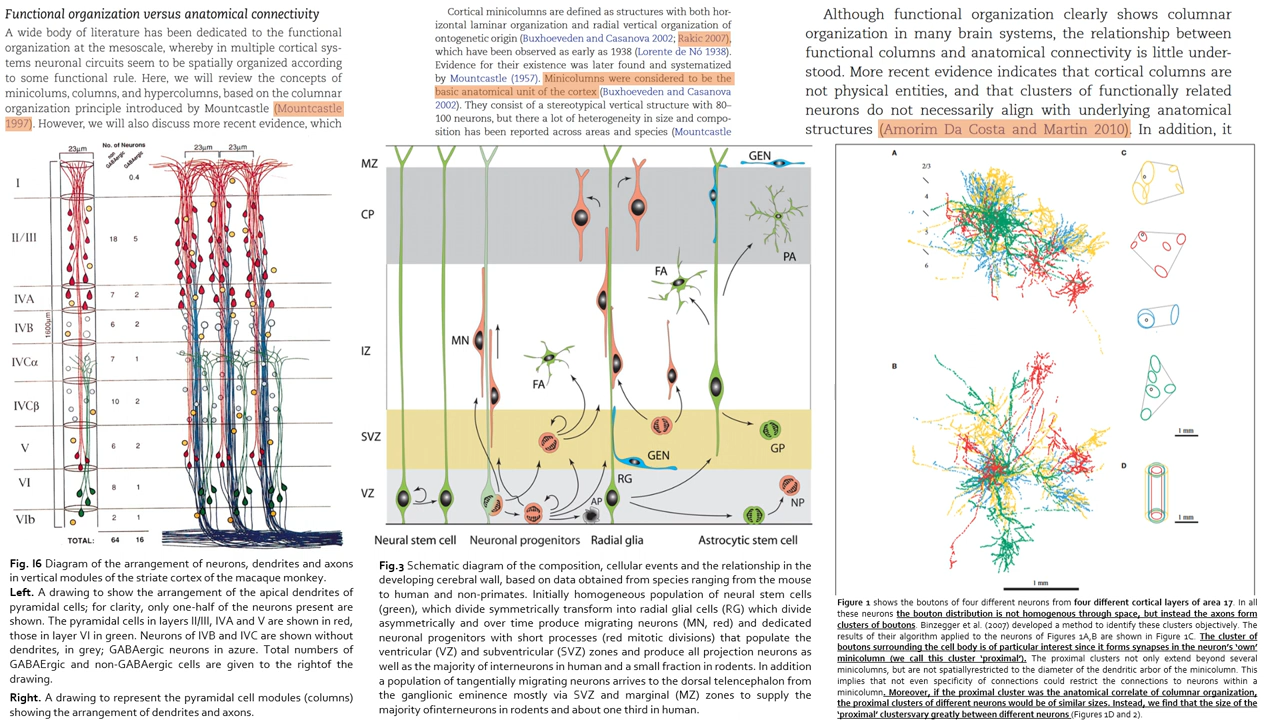 Functional organization versus anatomical connectivity
A wide body of literature has been dedicated to the functional
organization at the mesoscale, whereby in multiple cortical sys-
tems neuronal circuits seem to be spatially organized according
to some functional rule. Here, we will review the concepts of
minicolums, columns, and hypercolumns, based on the columnar
organization principle introduced by Mountcastle (Mountcastle
1997). However, we will also discuss more recent evidence, which
23µm
No. of Neurons
non GABAergic
GABAergic
23µm
23µm
I
0.4
II/III
18
5
IVA
7
2
1600µm
IVB
6
2
IVCα
7
1
IVCβ
10
2
V
6
2
VI
8
1
VIb
2
1
TOTAL:
64
16
Fig. 16 Diagram of the arrangement of neurons, dendrites and axons
in vertical modules of the striate cortex of the macaque monkey.
Left. A drawing to show the arrangement of the apical dendrites of
pyramidal cells; for clarity, only one-half of the neurons present are
shown. The pyramidal cells in layers II/III, IVA and V are shown in red,
those in layer VI in green. Neurons of IVB and IVC are shown without
dendrites, in grey; GABAergic neurons in azure. Total numbers of
GABAErgic and non-GABAergic cells are given to the rightof the
drawing.
Right. A drawing to represent the pyramidal cell modules (columns)
showing the arrangement of dendrites and axons.
Cortical minicolumns are defined as structures with both hor-
izontal laminar organization and radial vertical organization of
ontogenetic origin (Buxhoeveden and Casanova 2002; Rakic 2007),
which have been observed as early as 1938 (Lorente de Nó 1938).
Evidence for their existence was later found and systematized
by Mountcastle (1957). Minicolumns were considered to be the
basic anatomical unit of the cortex (Buxhoeveden and Casanova
2002). They consist of a stereotypical vertical structure with 80–
100 neurons, but there a lot of heterogeneity in size and compo-
sition has been reported across areas and species (Mountcastle
MZ
GEN
CP
PA
FA
MN
IZ
FA
SVZ
GEN
GP
RG
VZ
AP
NP
Neural stem cell
Neuronal progenitors
Radial glia
Astrocytic stem cell
Fig.3 Schematic diagram of the composition, cellular events and the relationship in the
developing cerebral wall, based on data obtained from species ranging from the mouse
to human and non-primates. Initially homogeneous population of neural stem cells
(green), which divide symmetrically transform into radial glial cells (RG) which divide
asymmetrically and over time produce migrating neurons (MN, red) and dedicated
neuronal progenitors with short processes (red mitotic divisions) that populate the
ventricular (VZ) and subventricular (SVZ) zones and produce all projection neurons as
well as the majority of interneurons in human and a small fraction in rodents. In addition
a population of tangentially migrating neurons arrives to the dorsal telencephalon from
the ganglionic eminence mostly via SVZ and marginal (MZ) zones to supply the
majority ofinterneurons in rodents and about one third in human.
Although functional organization clearly shows columnar
organization in many brain systems, the relationship between
functional columns and anatomical connectivity is little under-
stood. More recent evidence indicates that cortical columns are
not physical entities, and that clusters of functionally related
neurons do not necessarily align with underlying anatomical
structures (Amorim Da Costa and Martin 2010). In addition, it
A
C
2/3
4
5
6
B
1 mm
D
1 mm
1 mm
Figure 1 shows the boutons of four different neurons from four different cortical layers of area 17. In all
these neurons the bouton distribution is not homogenous through space, but instead the axons form
clusters of boutons. Binzegger et al. (2007) developed a method to identify these clusters objectively. The
results of their algorithm applied to the neurons of Figures 1A,B are shown in Figure 1C. The cluster of
boutons surrounding the cell body is of particular interest since it forms synapses in the neuron's 'own'
minicolumn (we call this cluster 'proximal'). The proximal clusters not only extend beyond several
minicolumns, but are not spatiallyrestricted to the diameter of the dendritic arbor of the minicolumn. This
implies that not even specificity of connections could restrict the connections to neurons within a
minicolumn. Moreover, if the proximal cluster was the anatomical correlate of columnar organization,
the proximal clusters of different neurons would be of similar sizes. Instead, we find that the size of the
'proximal' clustersvary greatly between different neurons (Figures 1D and 2).